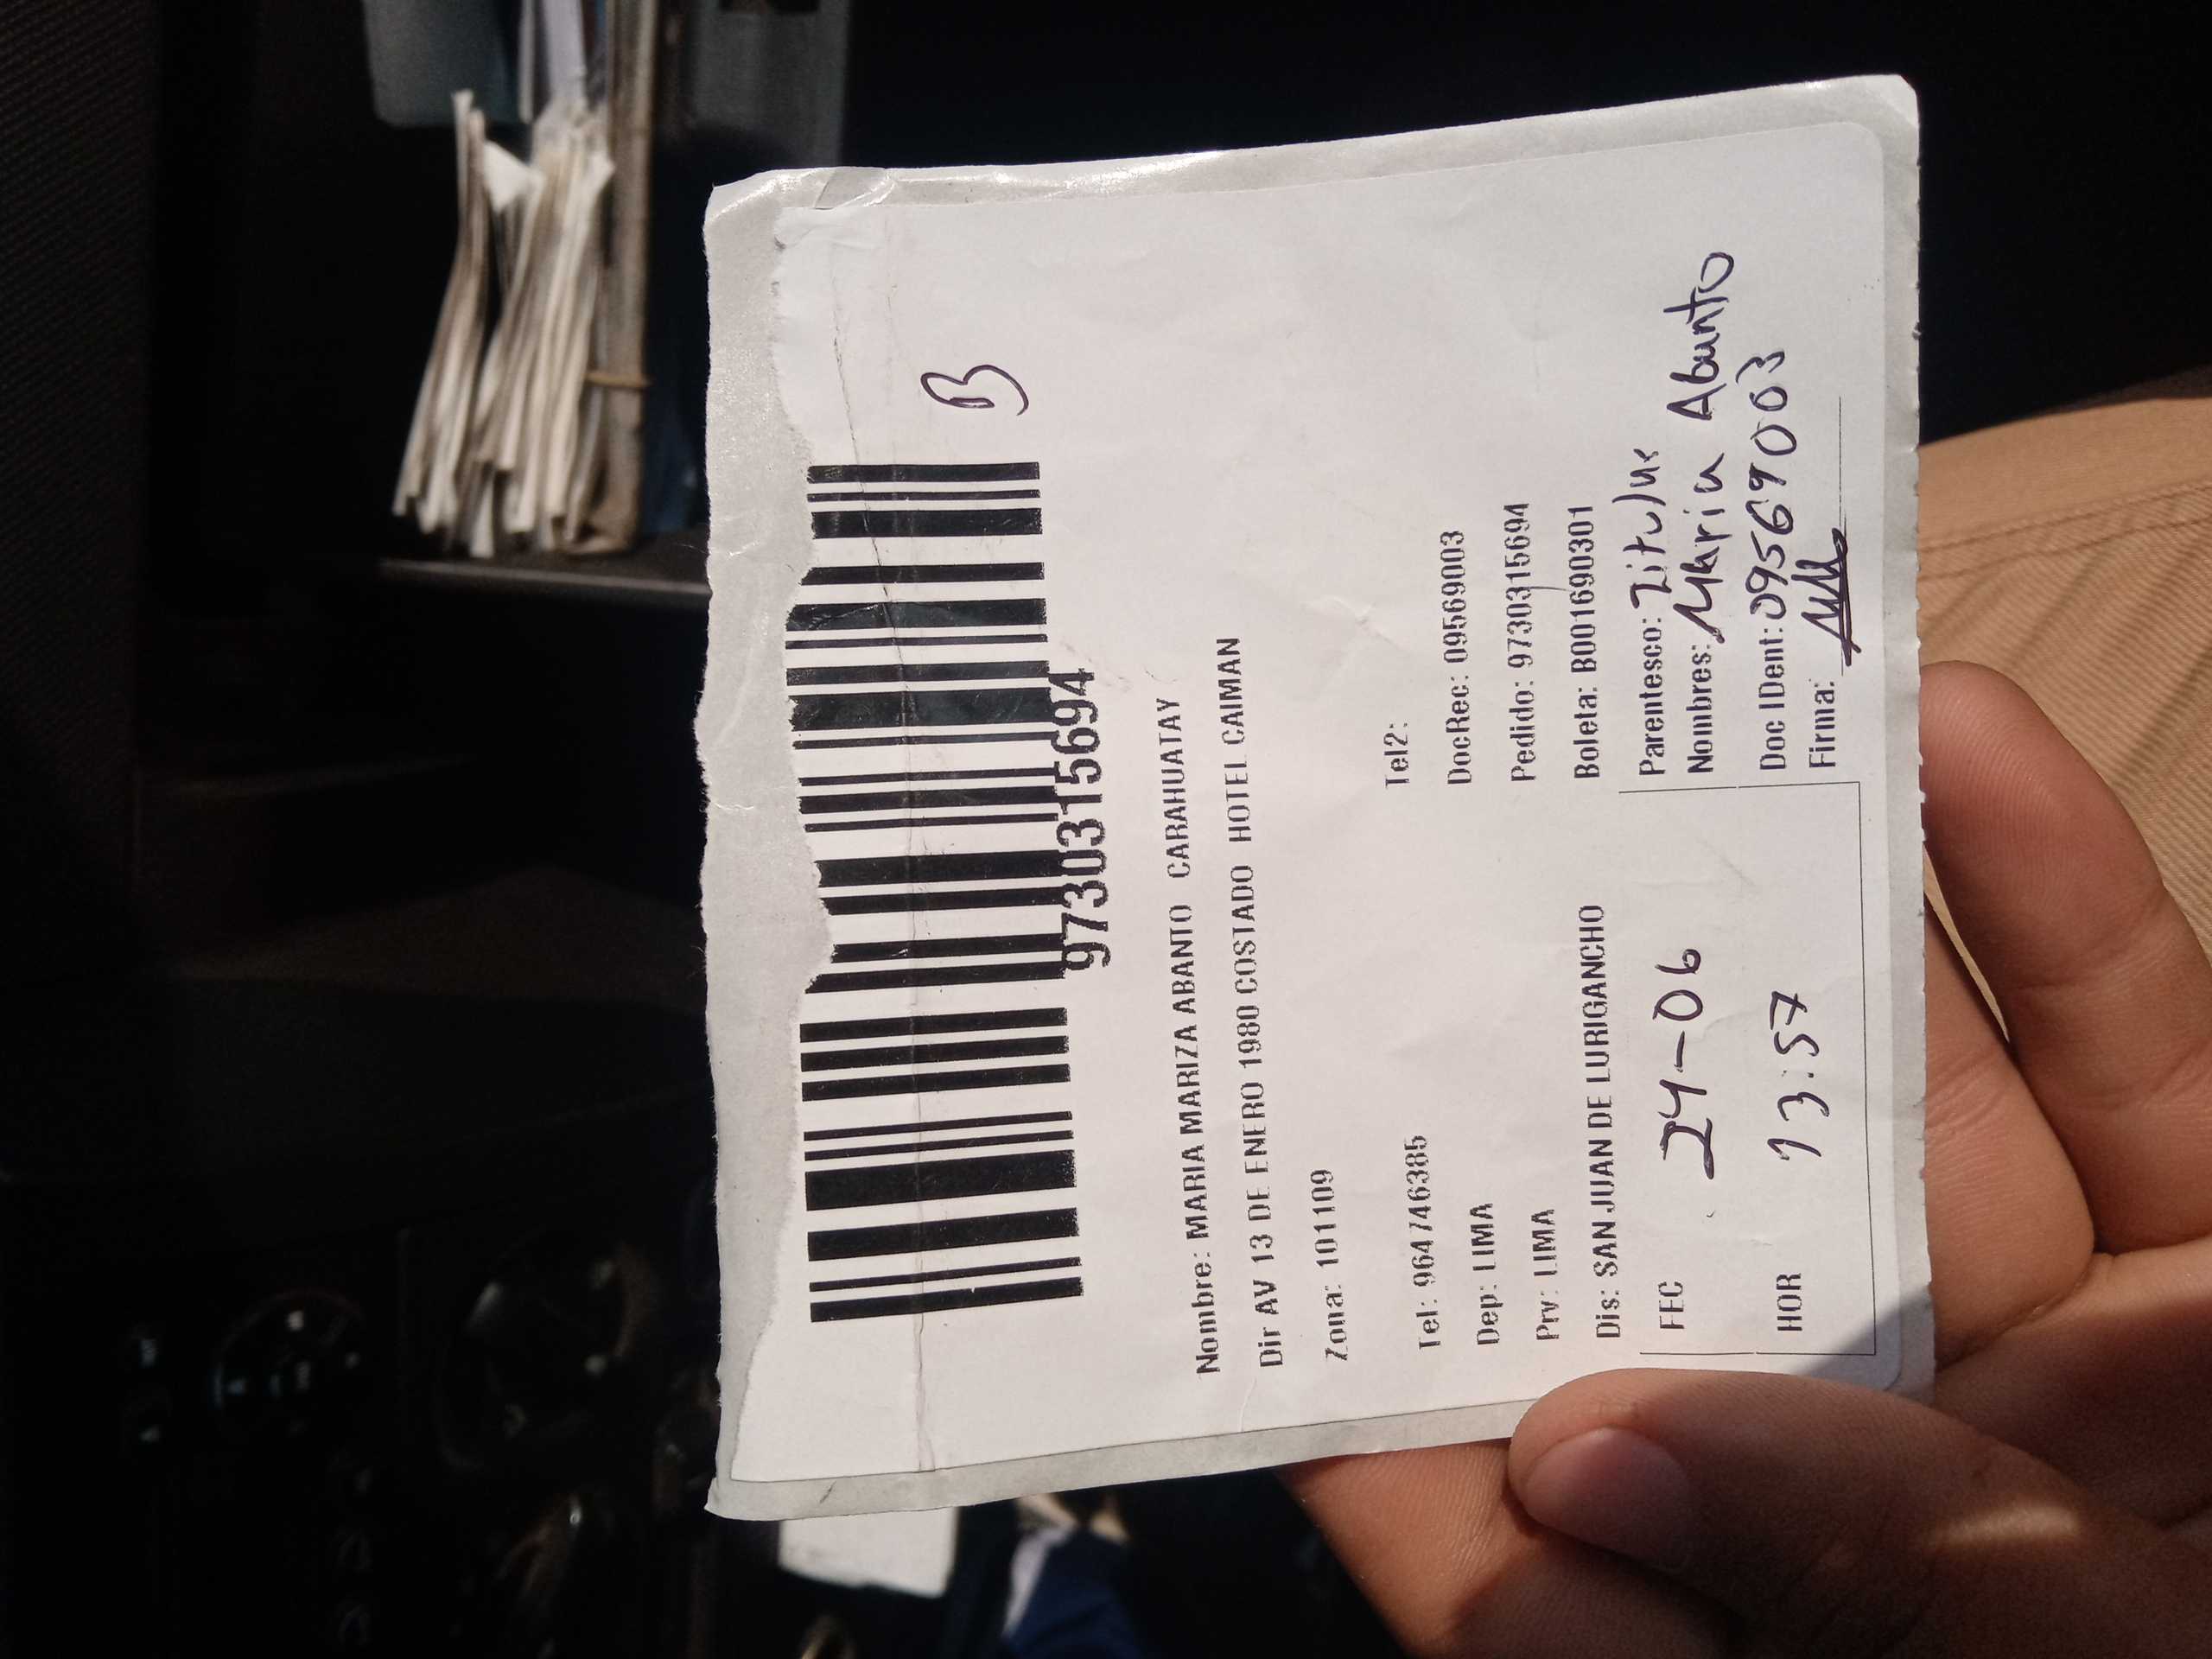 B
9730315694
Nombre: MARIA MARIZA ABANTO CARAHUATAY
Dir AV 13 DE ENERO 1980 COSTADO HOTEL CAIMAN
Zona: 101109
Tel: 964746385 Tel2:
Dep: LIMA DocRec: 09569003
Prv: LIMA Pedido: 9730315694
Dis: SAN JUAN DE LURIGANCHO Boleta: B001690301
FEC 24-06 Parentesco: Titular
Nombres: Maria Abanto
HOR 13:57 Doc IDent: 09569003
Firma: